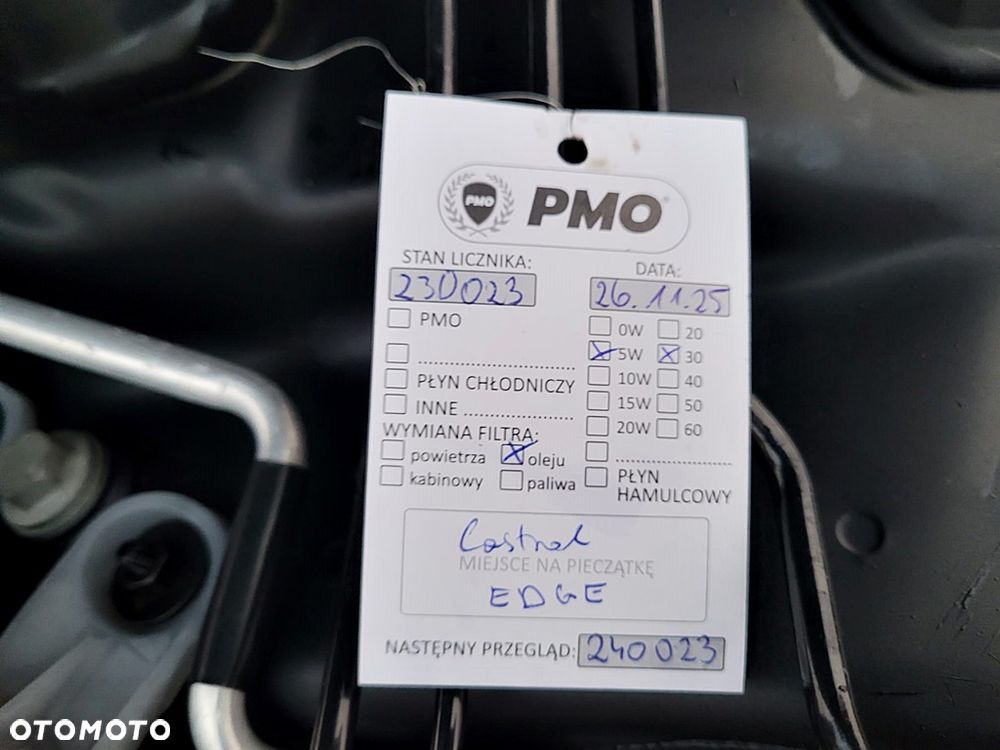 PMO
PMO
STAN LICZNIKA:
230023
DATA:
26.11.25
PMO
PŁYN CHŁODNICZY
INNE
0W 20
5W 30
10W 40
15W 50
20W 60
PŁYN
HAMULCOWY
WYMIANA FILTRA:
powietrza oleju
kabinowy paliwa
Castrol
MIEJSCE NA PIECZĄTKĘ
EDGE
NASTĘPNY PRZEGLĄD: 240023
OTOMOTO